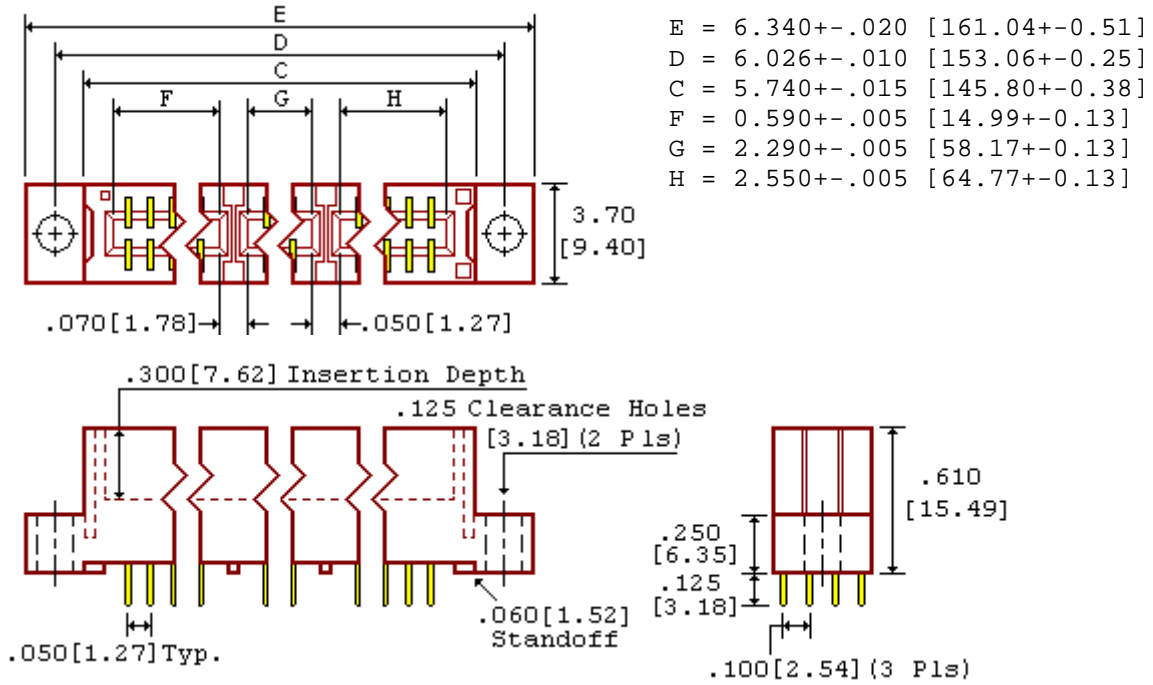 E
E = 6.340+-.020 [161.04+-0.51]
D
D = 6.026+-.010 [153.06+-0.25]
C
C = 5.740+-.015 [145.80+-0.38]
F G H
F = 0.590+-.005 [14.99+-0.13]
G = 2.290+-.005 [58.17+-0.13]
H = 2.550+-.005 [64.77+-0.13]
3.70
[9.40]
.070[1.78]
.050[1.27]
.300[7.62] Insertion Depth
.125 Clearance Holes
[3.18](2 Pls)
.610
[15.49]
.250
[6.35]
.125
[3.18]
.060[1.52]
Standoff
.050[1.27]Typ.
.100[2.54](3 Pls)